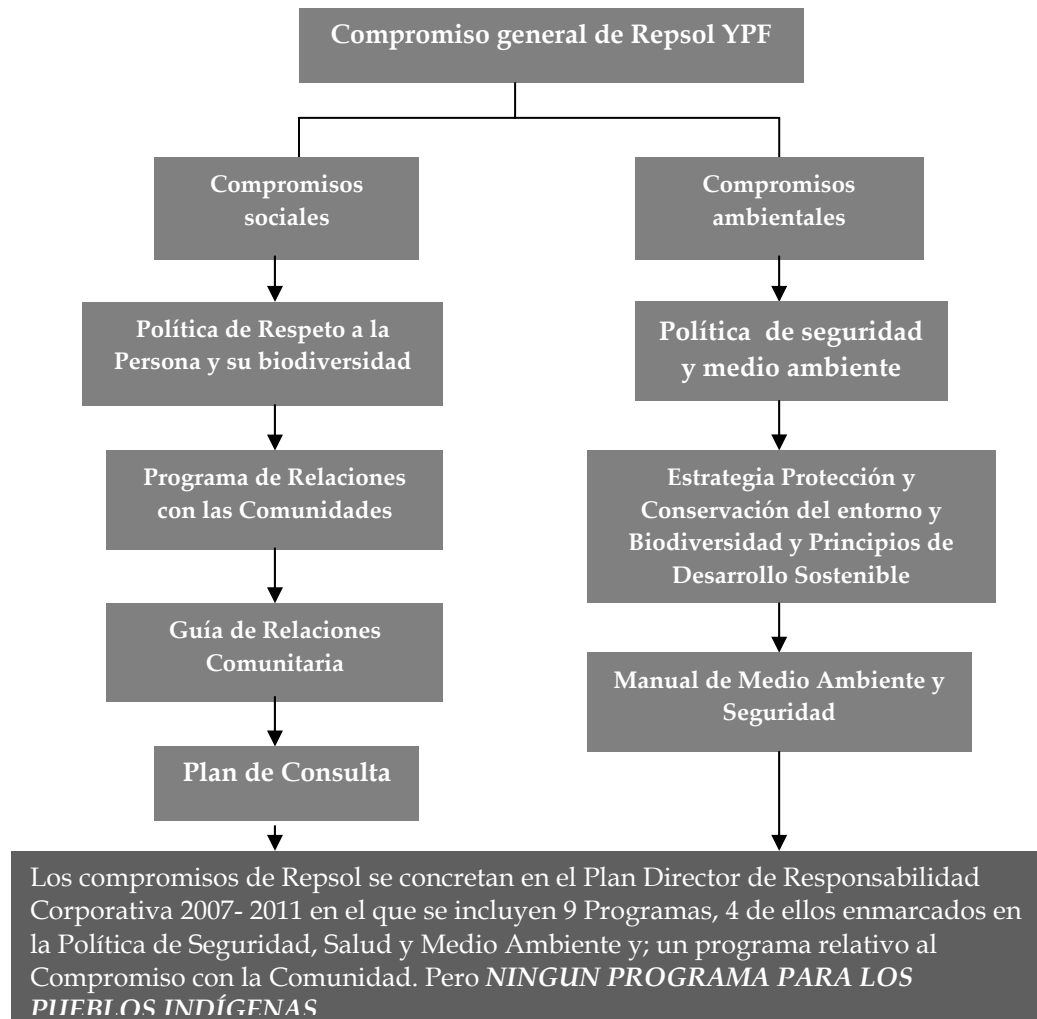 Compromiso general de Repsol YPF
Compromisos
sociales
Política de Respeto a la
Persona y su biodiversidad
Programa de Relaciones
con las Comunidades
Guía de Relaciones
Comunitaria
Plan de Consulta
Compromisos
ambientales
Política de seguridad
y medio ambiente
Estrategia Protección y
Conservación del entorno y
Biodiversidad y Principios de
Desarrollo Sostenible
Manual de Medio Ambiente y
Seguridad
Los compromisos de Repsol se concretan en el Plan Director de Responsabilidad
Corporativa 2007- 2011 en el que se incluyen 9 Programas, 4 de ellos enmarcados en
la Política de Seguridad, Salud y Medio Ambiente y; un programa relativo al
Compromiso con la Comunidad. Pero NINGUN PROGRAMA PARA LOS
PUEBLOS INDÍGENAS